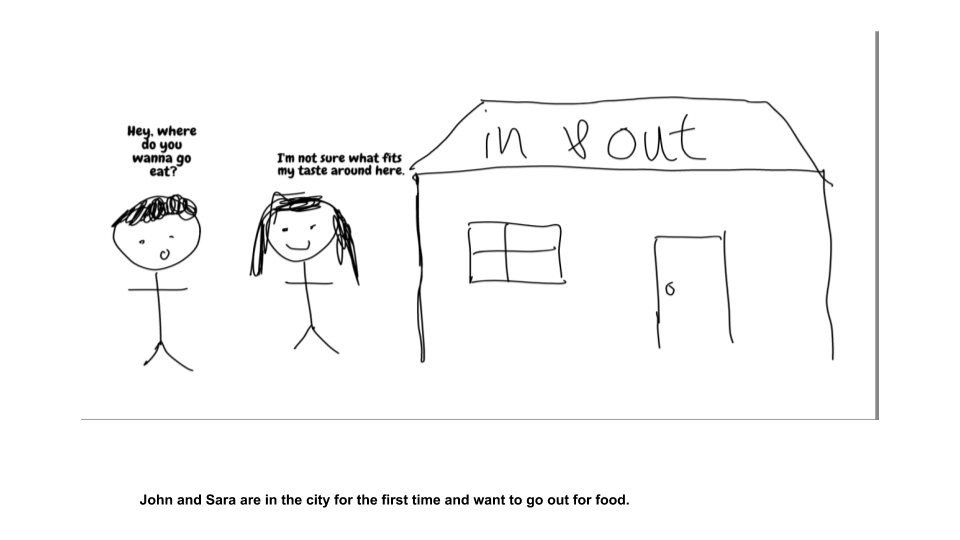 Hey, where
do you
wanna go
eat?
I'm not sure what fits
my taste around here.
in & out
John and Sara are in the city for the first time and want to go out for food.